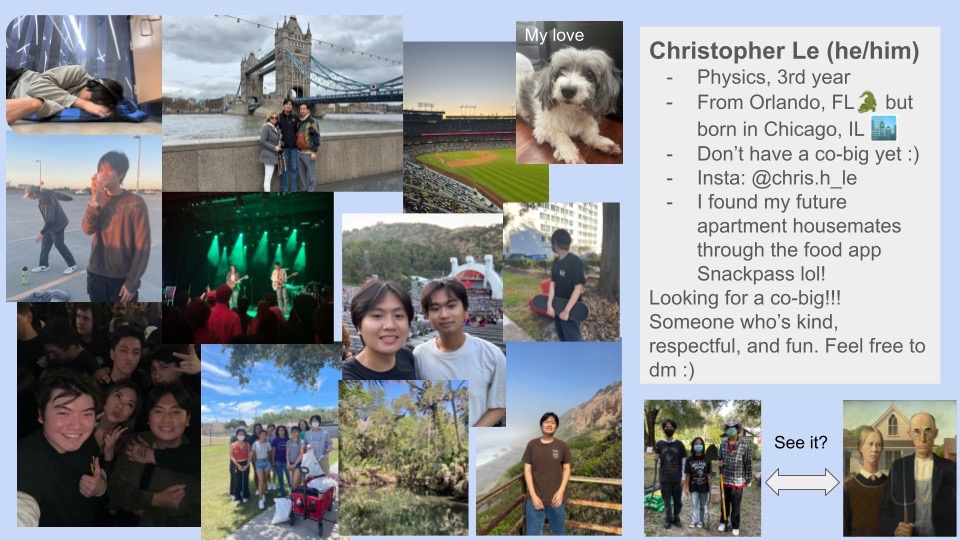 My love
Christopher Le (he/him)
- Physics, 3rd year
- From Orlando, FL🐊 but
born in Chicago, IL 🏙️
- Don’t have a co-big yet :)
- Insta: @chris.h_le
- I found my future
apartment housemates
through the food app
Snackpass lol!
Looking for a co-big!!!
Someone who’s kind,
respectful, and fun. Feel free to
dm :)
See it?